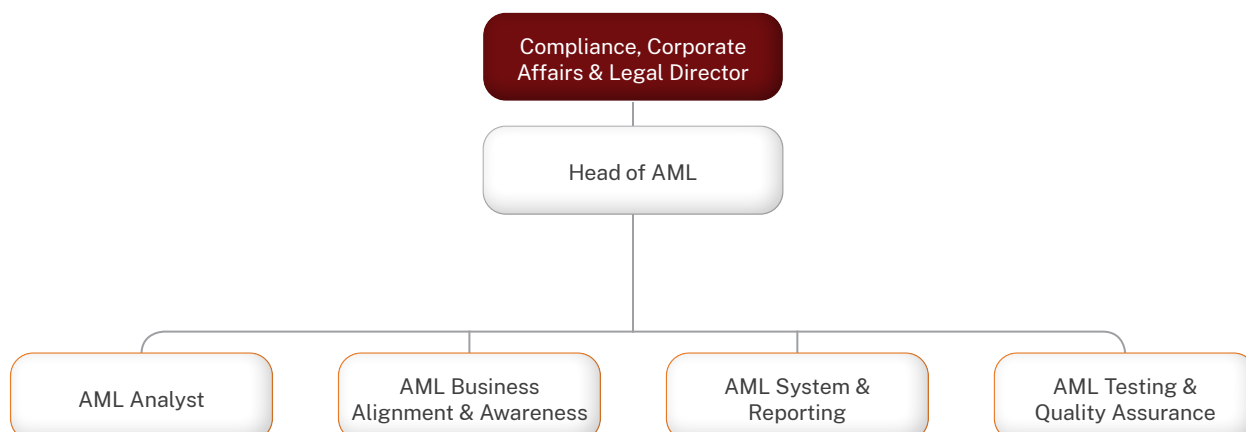 Compliance, Corporate
Affairs & Legal Director
Head of AML
AML Analyst
AML Business
Alignment & Awareness
AML System &
Reporting
AML Testing &
Quality Assurance